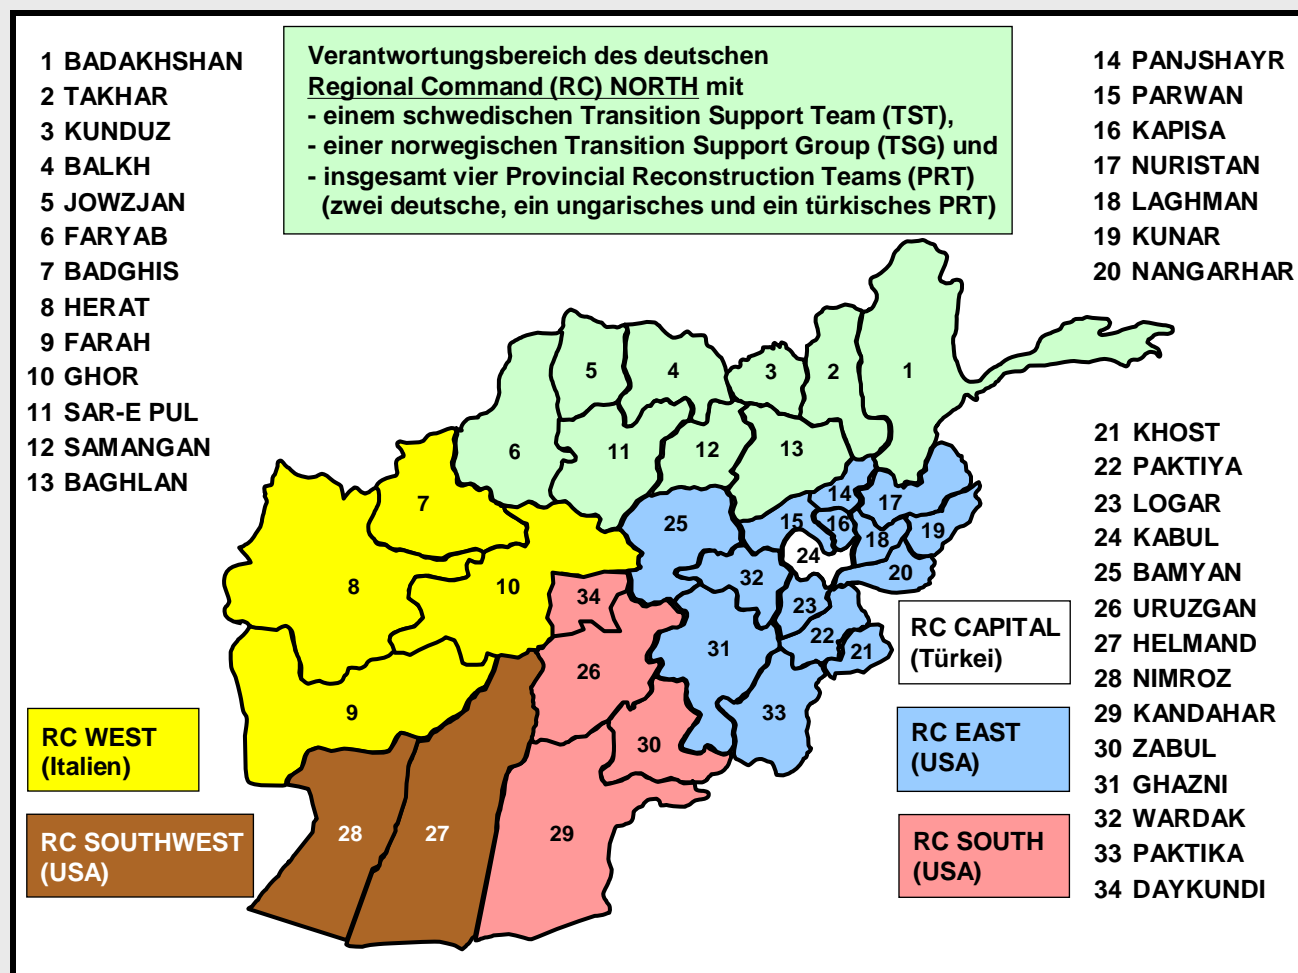 1 BADAKHSHAN
2 TAKHAR
3 KUNDUZ
4 BALKH
5 JOWZJAN
6 FARYAB
7 BADGHIS
8 HERAT
9 FARAH
10 GHOR
11 SAR-E PUL
12 SAMANGAN
13 BAGHLAN
Verantwortungsbereich des deutschen
Regional Command (RC) NORTH mit
- einem schwedischen Transition Support Team (TST),
- einer norwegischen Transition Support Group (TSG) und
- insgesamt vier Provincial Reconstruction Teams (PRT)
(zwei deutsche, ein ungarisches und ein türkisches PRT)
14 PANJSHAYR
15 PARWAN
16 KAPISA
17 NURISTAN
18 LAGHMAN
19 KUNAR
20 NANGARHAR
21 KHOST
22 PAKTIYA
23 LOGAR
24 KABUL
25 BAMYAN
26 URUZGAN
27 HELMAND
28 NIMROZ
29 KANDAHAR
30 ZABUL
31 GHAZNI
32 WARDAK
33 PAKTIKA
34 DAYKUNDI
5
4
3
2
1
6
11
12
13
7
25
14
17
15
16
19
18
24
20
8
10
34
32
23
22
21
31
26
9
33
30
28
27
29
RC CAPITAL
(Türkei)
RC WEST
(Italien)
RC EAST
(USA)
RC SOUTHWEST
(USA)
RC SOUTH
(USA)